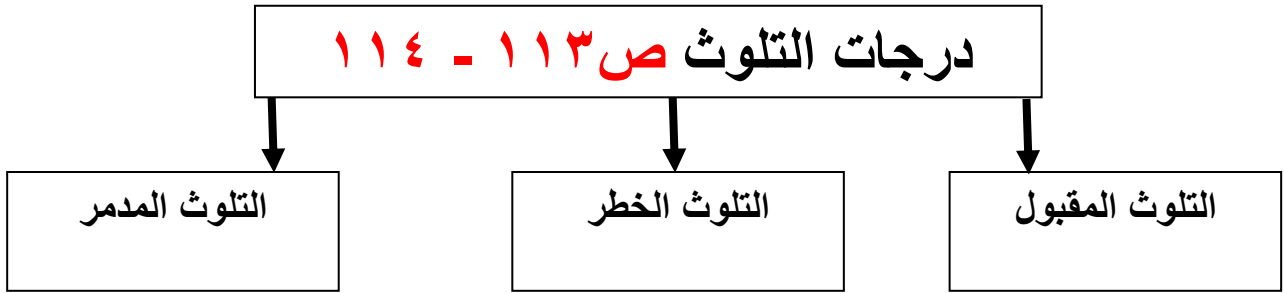 درجات التلوث ص١١٣ - ١١٤
التلوث المقبول
التلوث الخطر
التلوث المدمر